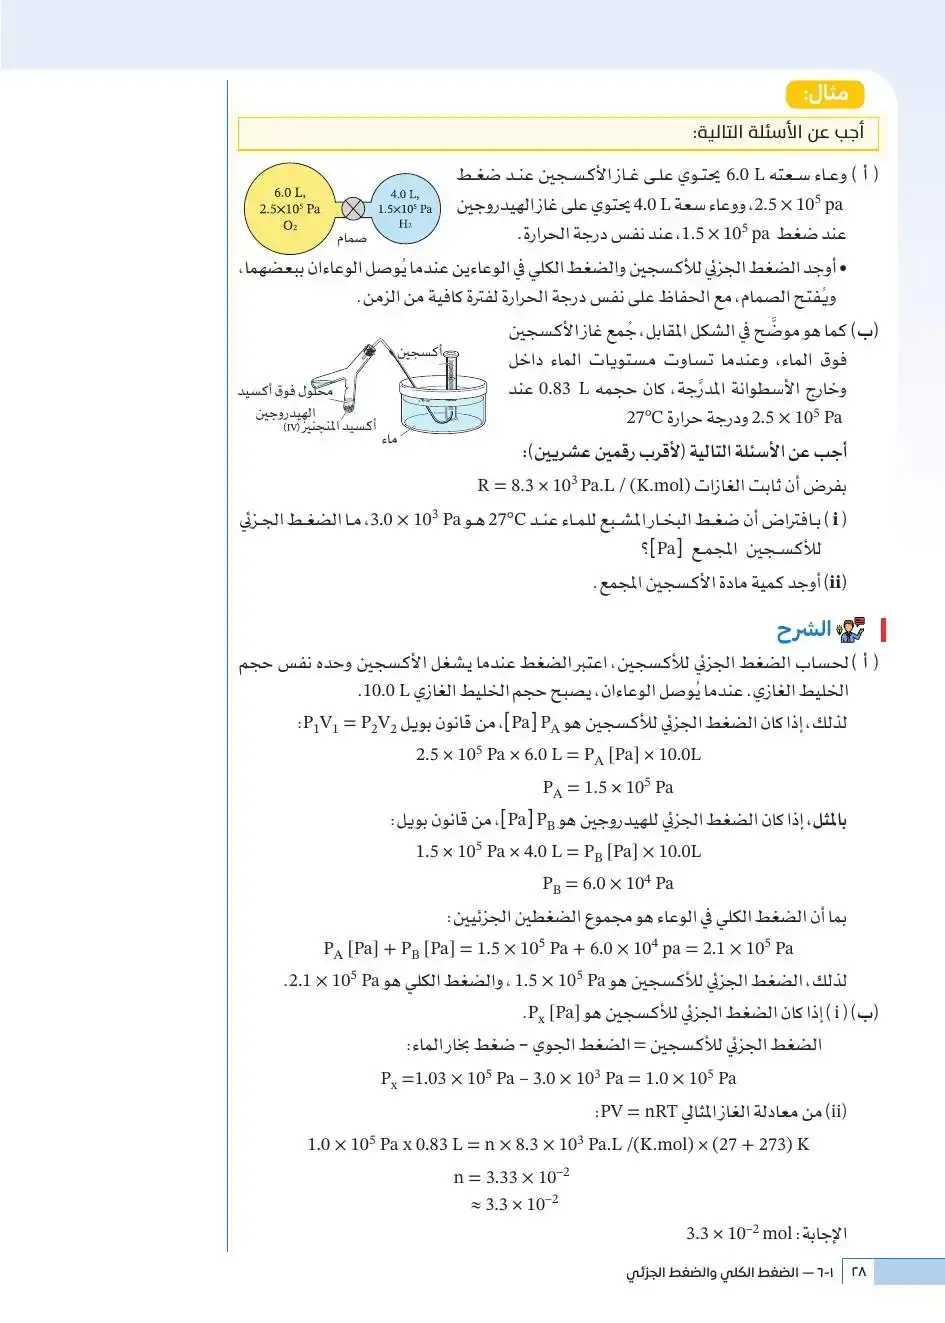 مثال:
أجب عن الأسئلة التالية:
( أ ) وعاء سعته 6.0 L يحتوي على غاز الأكسجين عند ضغط
2.5 × 10⁵ pa، ووعاء سعة 4.0 L يحتوي على غاز الهيدروجين
عند ضغط 1.5 × 10⁵ pa، عند نفس درجة الحرارة.
6.0 L,
2.5×10⁵ Pa
O₂
4.0 L,
1.5×10⁵ Pa
H₂
صمام
• أوجد الضغط الجزئي للأكسجين والضغط الكلي في الوعاءين عندما يُوصل الوعاءان ببعضهما،
ويُفتح الصمام، مع الحفاظ على نفس درجة الحرارة لفترة كافية من الزمن.
(ب) كما هو موضَّح في الشكل المقابل، جُمع غاز الأكسجين
فوق الماء، وعندما تساوت مستويات الماء داخل
وخارج الأسطوانة المدرَّجة، كان حجمه 0.83 L عند
2.5 × 10⁵ Pa ودرجة حرارة 27°C
أكسجين
محلول فوق أكسيد
الهيدروجين
أكسيد المنجنيز (IV)
ماء
أجب عن الأسئلة التالية (لأقرب رقمين عشريين):
بفرض أن ثابت الغازات R = 8.3 × 10³ Pa.L / (K.mol)
( i ) بافتراض أن ضغط البخار المشبع للماء عند 27°C هو 3.0 × 10³ Pa، ما الضغط الجزئي
للأكسجين المجمع [Pa]؟
(ii) أوجد كمية مادة الأكسجين المجمع.
الشرح
( أ ) لحساب الضغط الجزئي للأكسجين، اعتبر الضغط عندما يشغل الأكسجين وحده نفس حجم
الخليط الغازي. عندما يُوصل الوعاءان، يصبح حجم الخليط الغازي 10.0 L.
لذلك، إذا كان الضغط الجزئي للأكسجين هو P_A [Pa]، من قانون بويل P₁V₁ = P₂V₂:
2.5 × 10⁵ Pa × 6.0 L = P_A [Pa] × 10.0L
P_A = 1.5 × 10⁵ Pa
بالمثل، إذا كان الضغط الجزئي للهيدروجين هو P_B [Pa]، من قانون بويل:
1.5 × 10⁵ Pa × 4.0 L = P_B [Pa] × 10.0L
P_B = 6.0 × 10⁴ Pa
بما أن الضغط الكلي في الوعاء هو مجموع الضغطين الجزئيين:
P_A [Pa] + P_B [Pa] = 1.5 × 10⁵ Pa + 6.0 × 10⁴ pa = 2.1 × 10⁵ Pa
لذلك، الضغط الجزئي للأكسجين هو 1.5 × 10⁵ Pa ، والضغط الكلي هو 2.1 × 10⁵ Pa.
(ب) ( i ) إذا كان الضغط الجزئي للأكسجين هو P_x [Pa].
الضغط الجزئي للأكسجين = الضغط الجوي – ضغط بخار الماء:
P_x =1.03 × 10⁵ Pa – 3.0 × 10³ Pa = 1.0 × 10⁵ Pa
(ii) من معادلة الغاز المثالي PV = nRT:
1.0 × 10⁵ Pa x 0.83 L = n × 8.3 × 10³ Pa.L /(K.mol) × (27 + 273) K
n = 3.33 × 10⁻²
≈ 3.3 × 10⁻²
الإجابة: 3.3 × 10⁻² mol
٢٨ ١-٦ — الضغط الكلي والضغط الجزئي